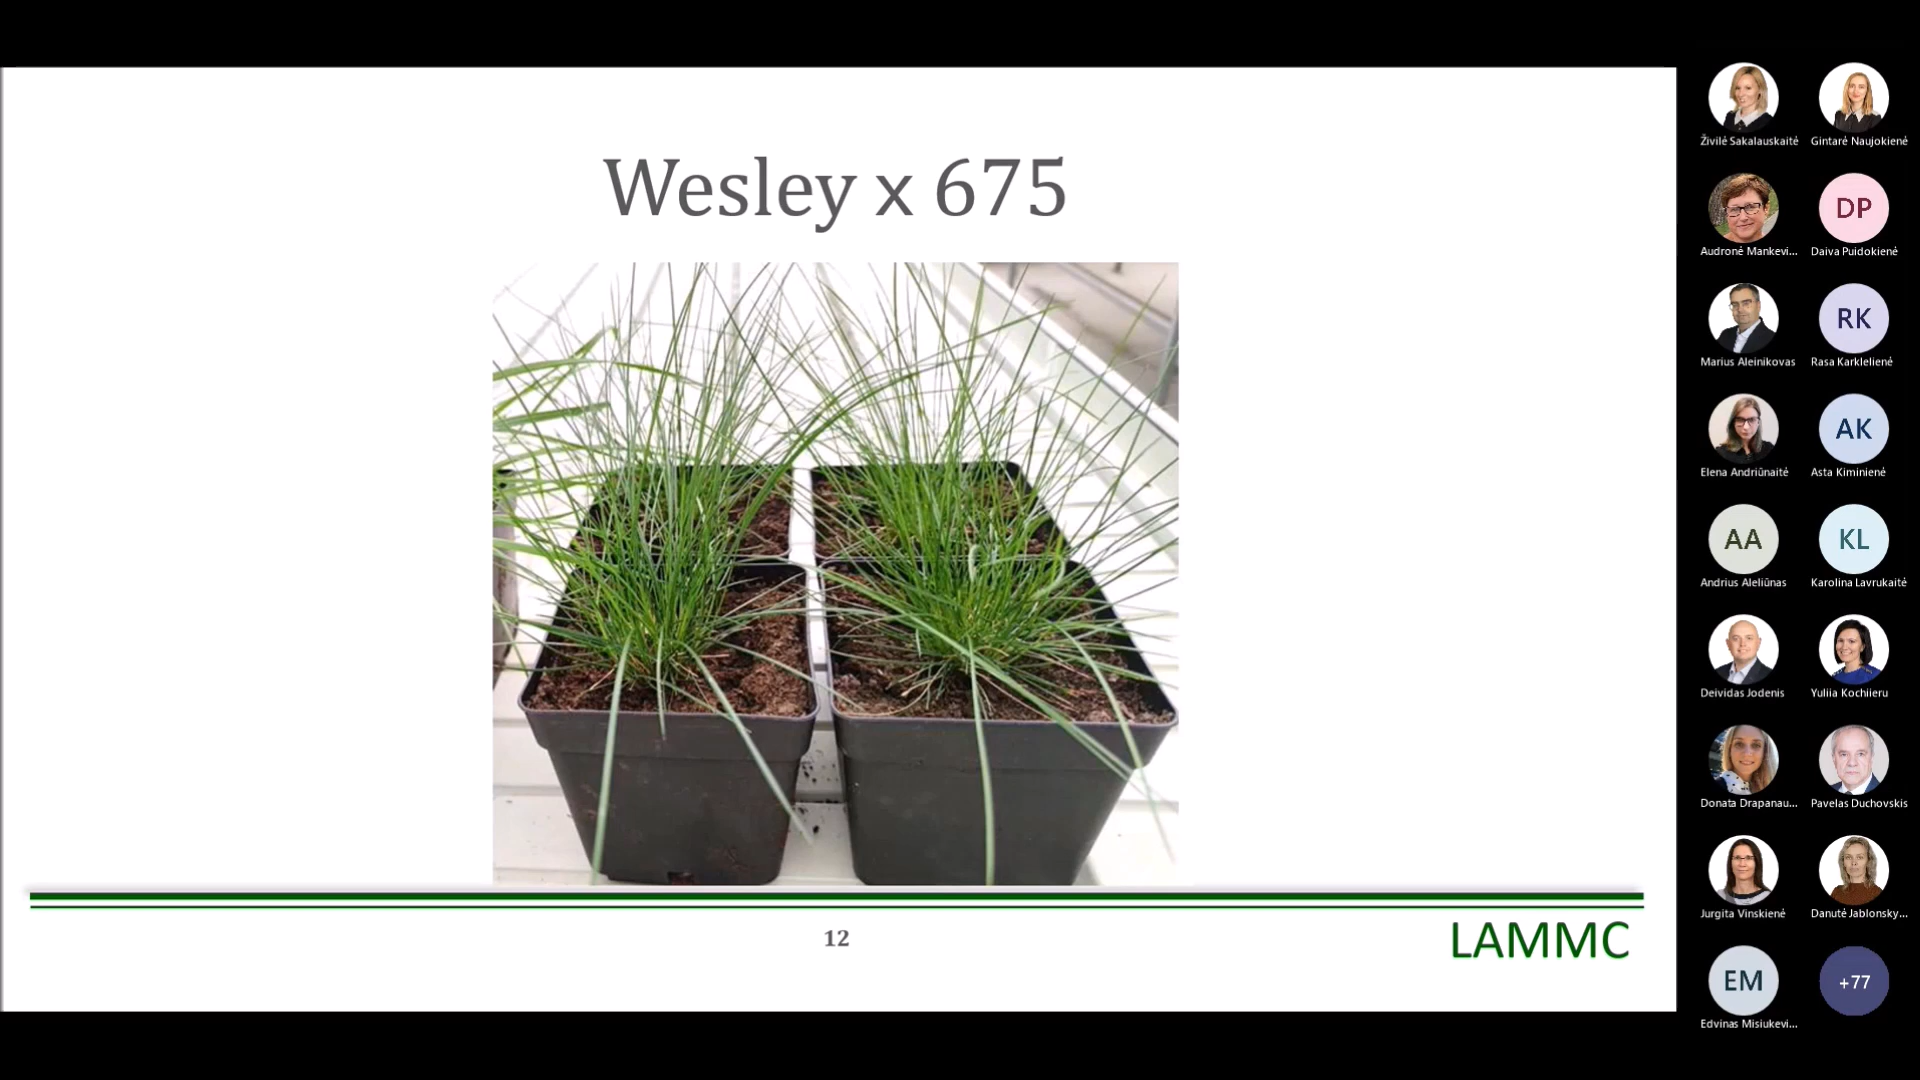 Wesley x 675
12
LAMMC
Živilė Sakalauskaitė
Gintarė Naujokienė
Audronė Mankevi...
DP
Daiva Puidokienė
Marius Aleinikovas
RK
Rasa Karklelienė
Elena Andriūnaitė
AK
Asta Kiminienė
AA
Andrius Aleliūnas
KL
Karolina Lavrukaitė
Deividas Jodenis
Yuliia Kochiieru
Donata Drapanau...
Pavelas Duchovskis
Jurgita Vinskienė
Danutė Jablonsky...
EM
Edvinas Misiukevi...
+77